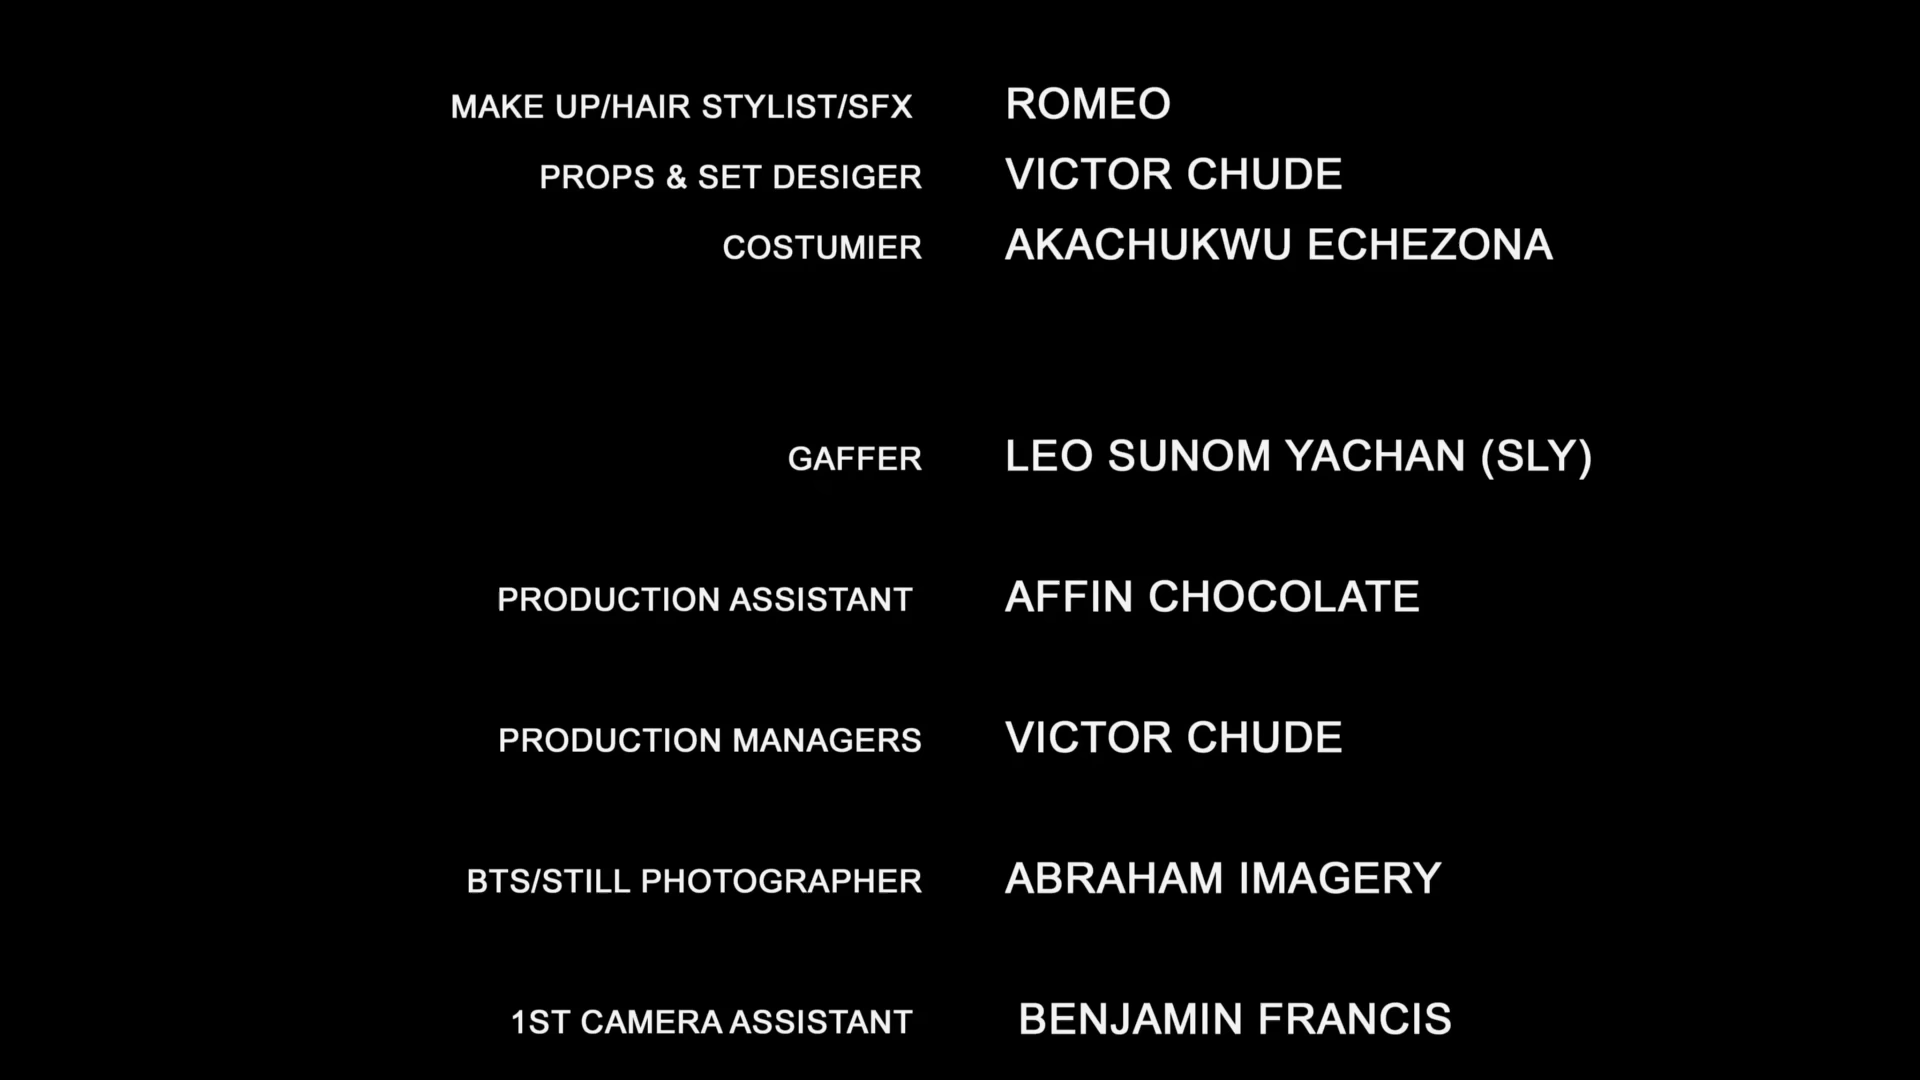 MAKE UP/HAIR STYLIST/SFX ROMEO
PROPS & SET DESIGER VICTOR CHUDE
COSTUMIER AKACHUKWU ECHEZONA
GAFFER LEO SUNOM YACHAN (SLY)
PRODUCTION ASSISTANT AFFIN CHOCOLATE
PRODUCTION MANAGERS VICTOR CHUDE
BTS/STILL PHOTOGRAPHER ABRAHAM IMAGERY
1ST CAMERA ASSISTANT BENJAMIN FRANCIS